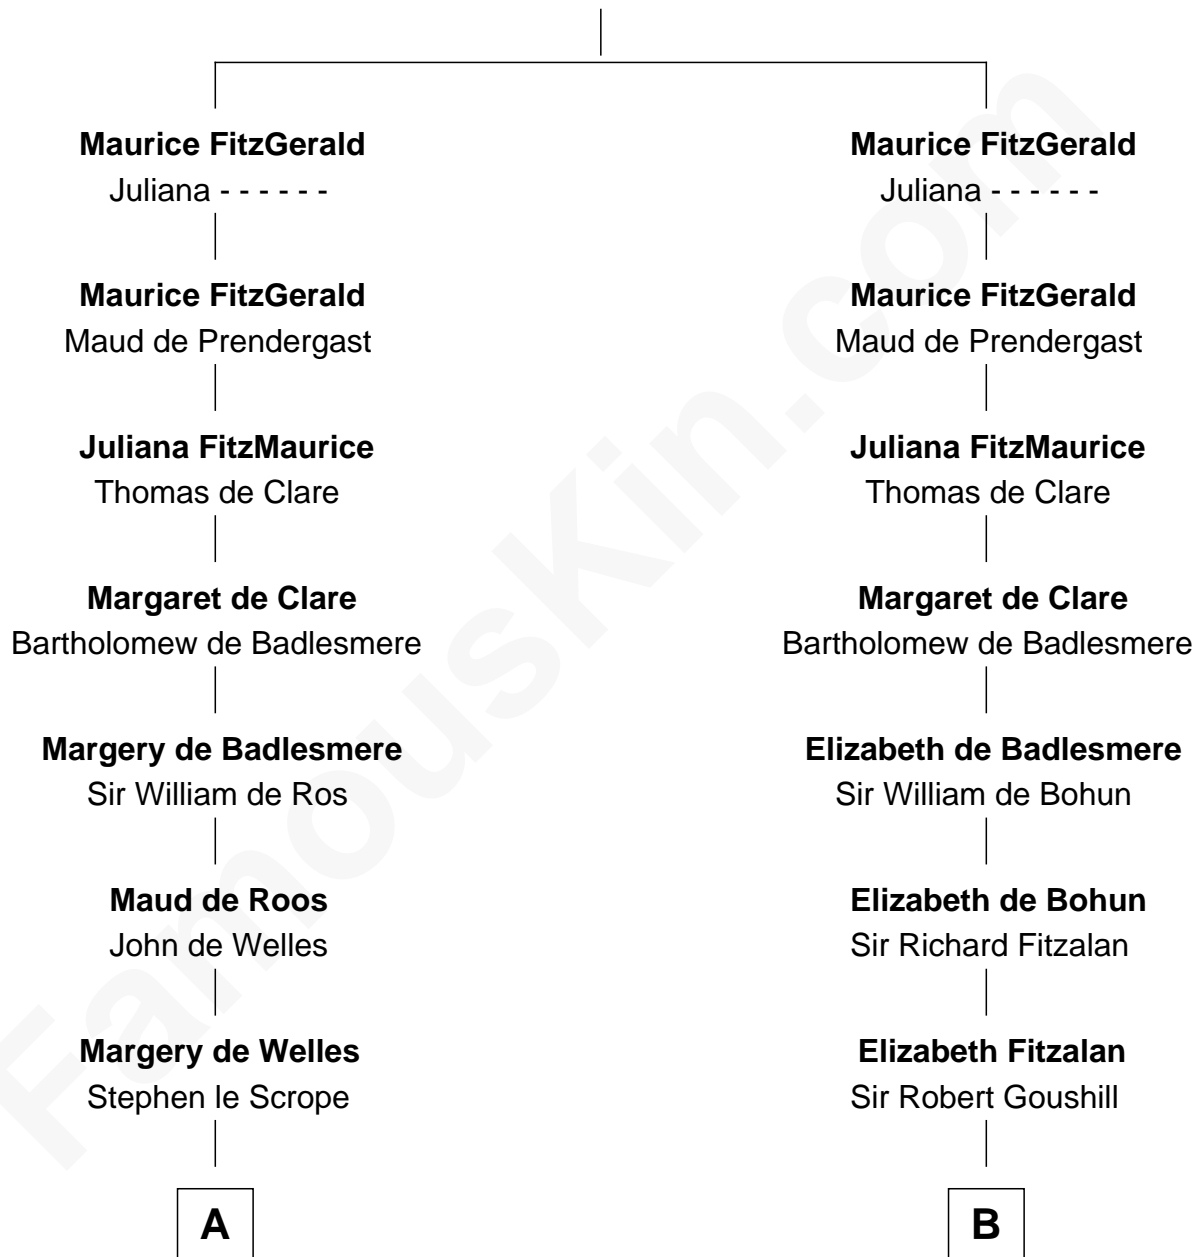 Maurice FitzGerald
Juliana - - - - - -
Maurice FitzGerald
Maud de Prendergast
Juliana FitzMaurice
Thomas de Clare
Margaret de Clare
Bartholomew de Badlesmere
Margery de Badlesmere
Sir William de Ros
Maud de Roos
John de Welles
Margery de Welles
Stephen le Scrope
A
Maurice FitzGerald
Juliana - - - - - -
Maurice FitzGerald
Maud de Prendergast
Juliana FitzMaurice
Thomas de Clare
Margaret de Clare
Bartholomew de Badlesmere
Elizabeth de Badlesmere
Sir William de Bohun
Elizabeth de Bohun
Sir Richard Fitzalan
Elizabeth Fitzalan
Sir Robert Goushill
B
FamousKin.com